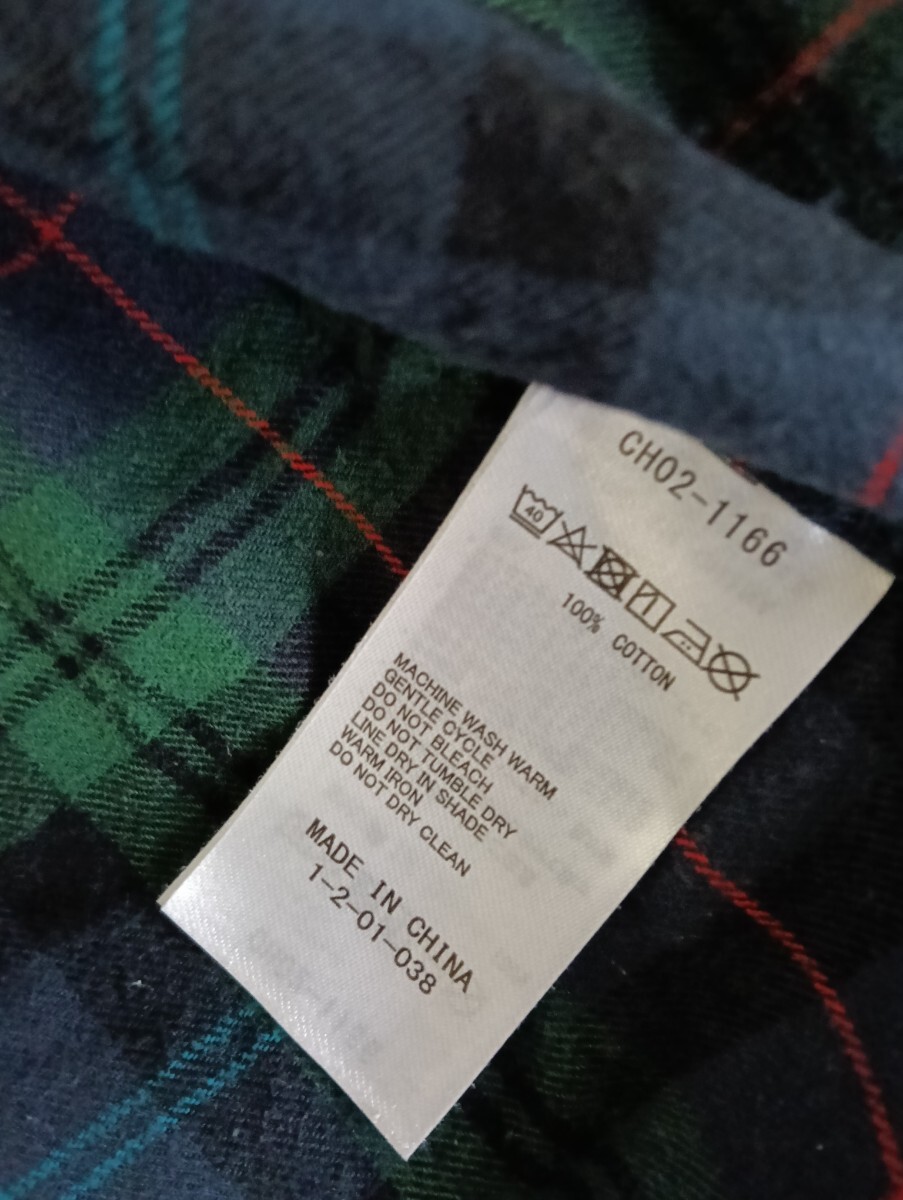 CH02-1166
40
100% COTTON
MACHINE WASH WARM
GENTLE CYCLE
DO NOT BLEACH
DO NOT TUMBLE DRY
LINE DRY IN SHADE
WARM IRON
DO NOT DRY CLEAN
MADE IN CHINA
1-2-01-038